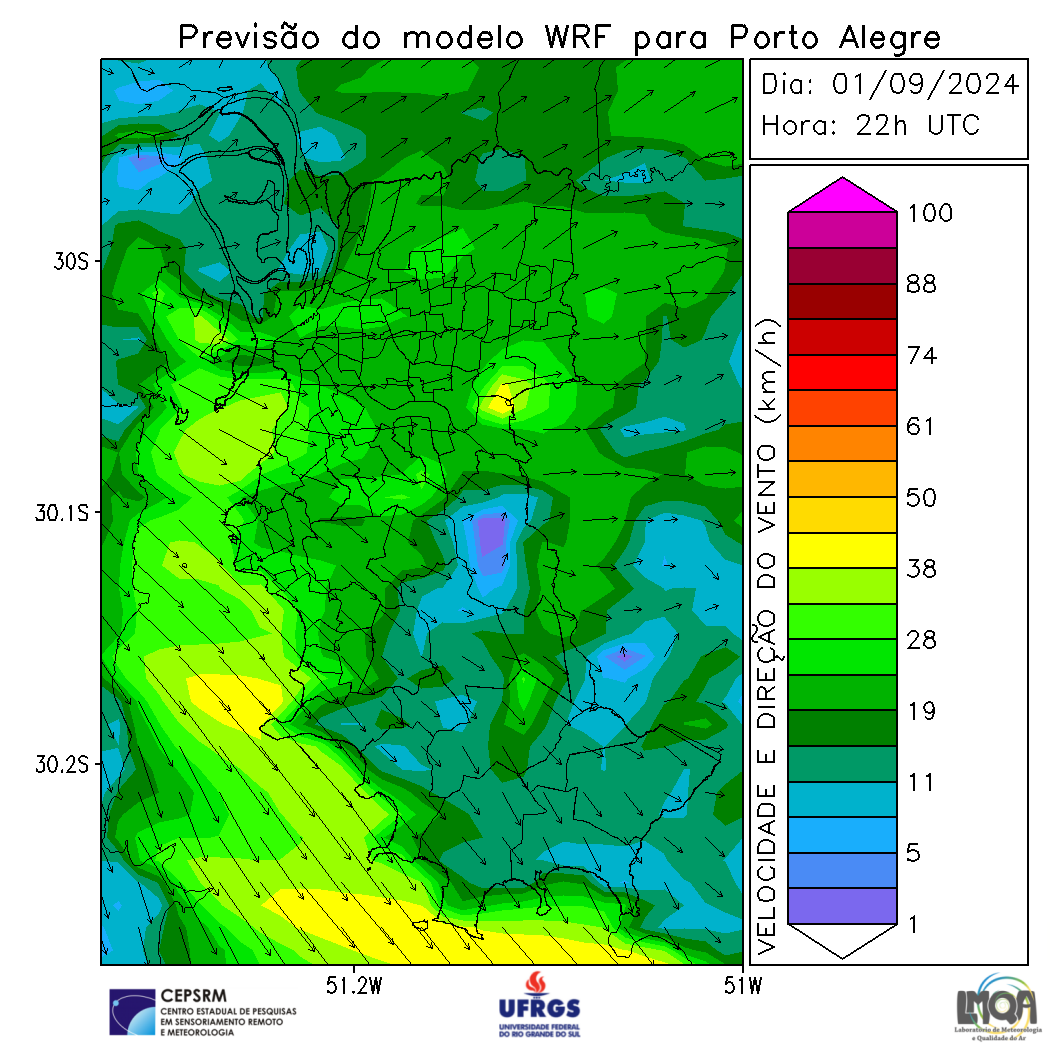 Previsão do modelo WRF para Porto Alegre
Dia: 01/09/2024
Hora: 22h UTC
30S
30.1S
30.2S
51.2W
51W
VELOCIDADE E DIREÇÃO DO VENTO (km/h)
100
88
74
61
50
38
28
19
11
5
1
CEPSRM
CENTRO ESTADUAL DE PESQUISAS
EM SENSORIAMENTO REMOTO
E METEOROLOGIA
UFRGS
UNIVERSIDADE FEDERAL
DO RIO GRANDE DO SUL
LMQA
Laboratório de Meteorologia
e Qualidade do Ar